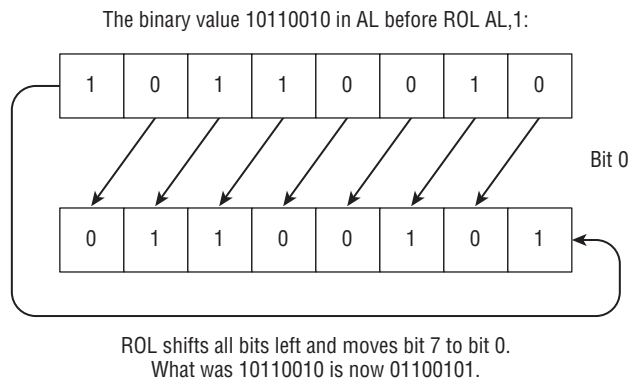 The binary value 10110010 in AL before ROL AL,1:
1 0 1 1 0 0 1 0
Bit 0
0 1 1 0 0 1 0 1
ROL shifts all bits left and moves bit 7 to bit 0.
What was 10110010 is now 01100101.